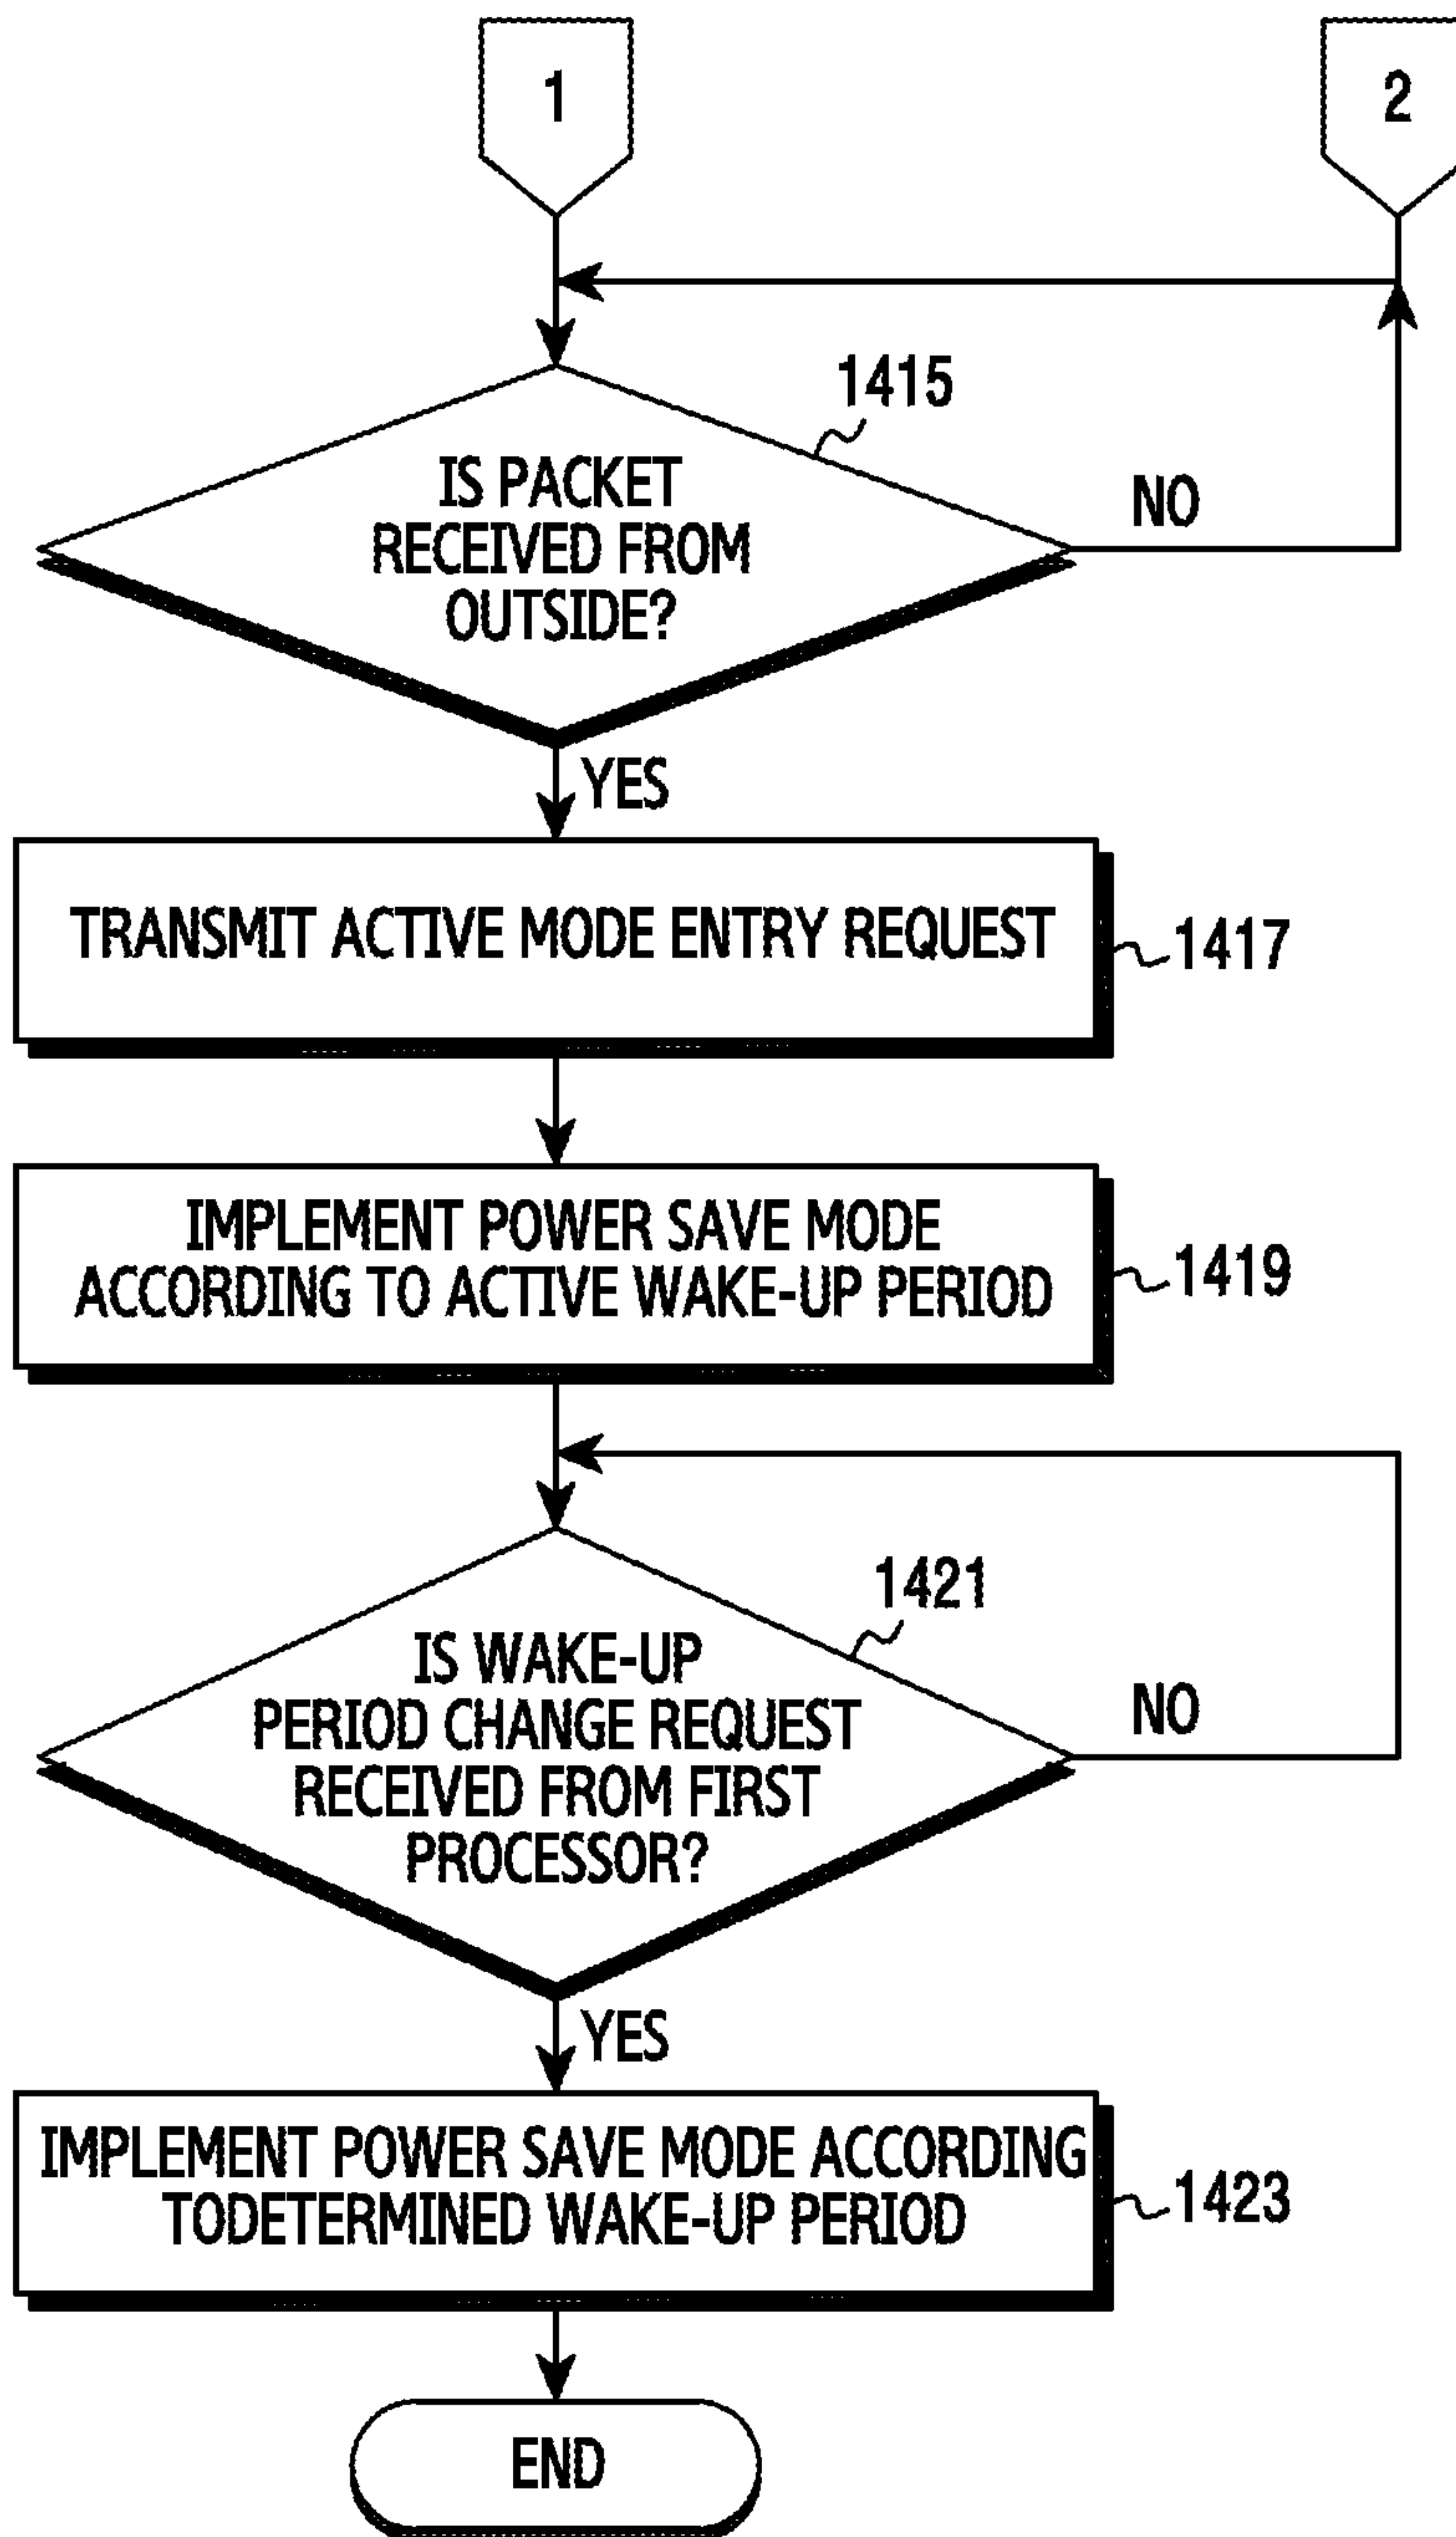 1
2
1415
IS PACKET
RECEIVED FROM
OUTSIDE?
NO
YES
TRANSMIT ACTIVE MODE ENTRY REQUEST
1417
IMPLEMENT POWER SAVE MODE
ACCORDING TO ACTIVE WAKE-UP PERIOD
1419
1421
IS WAKE-UP
PERIOD CHANGE REQUEST
RECEIVED FROM FIRST
PROCESSOR?
NO
YES
IMPLEMENT POWER SAVE MODE ACCORDING
TODETERMINED WAKE-UP PERIOD
1423
END